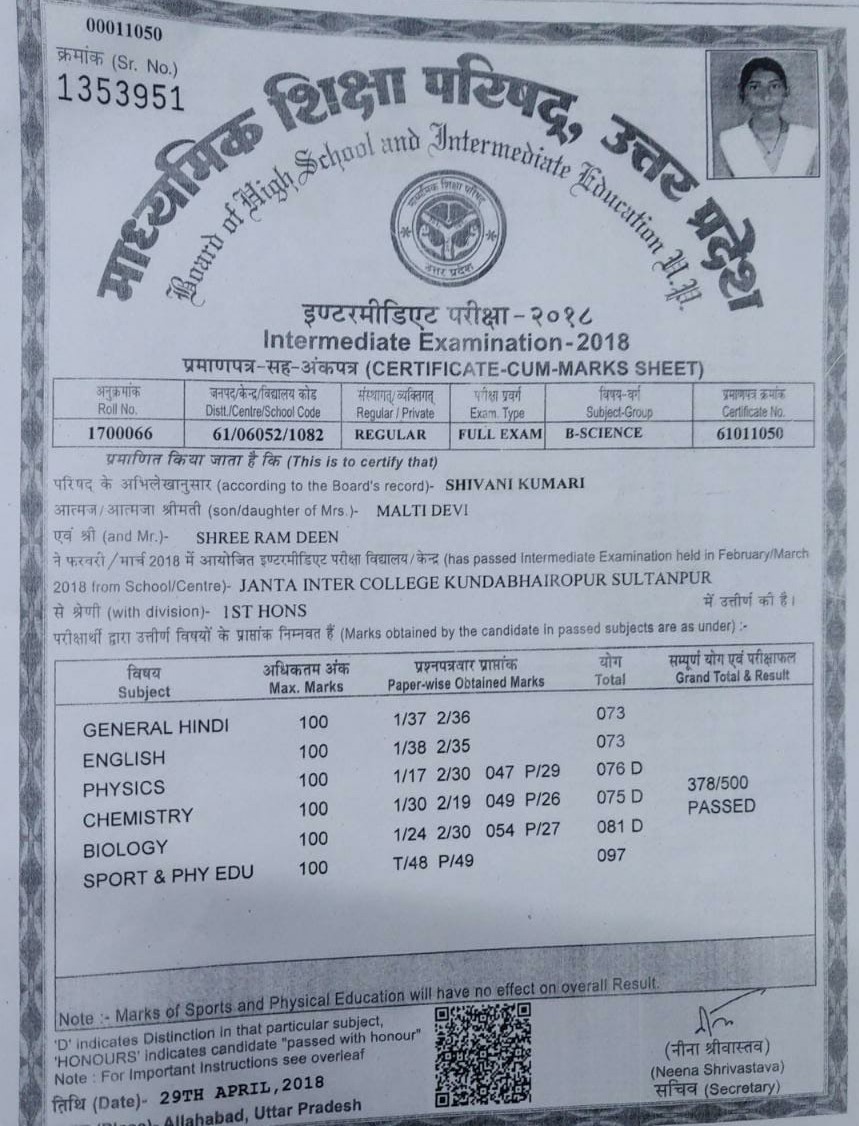 00011050
क्रमांक (Sr. No.)
1353951
माध्यमिक शिक्षा परिषद्, उत्तर प्रदेश
Board of High School and Intermediate Education U.P.
माध्यमिक शिक्षा परिषद्
उत्तर प्रदेश
इण्टरमीडिएट परीक्षा - २०१८
Intermediate Examination - 2018
प्रमाणपत्र-सह-अंकपत्र (CERTIFICATE-CUM-MARKS SHEET)
अनुक्रमांक जनपद/केन्द्र/विद्यालय कोड संस्थागत/व्यक्तिगत परीक्षा प्रवर्ग विषय-वर्ग प्रमाणपत्र क्रमांक
Roll No. Distt./Centre/School Code Regular / Private Exam. Type Subject-Group Certificate No.
1700066 61/06052/1082 REGULAR FULL EXAM B-SCIENCE 61011050
प्रमाणित किया जाता है कि (This is to certify that)
परिषद के अभिलेखानुसार (according to the Board's record)- SHIVANI KUMARI
आत्मज/आत्मजा श्रीमती (son/daughter of Mrs.)- MALTI DEVI
एवं श्री (and Mr.)- SHREE RAM DEEN
ने फरवरी/मार्च 2018 में आयोजित इण्टरमीडिएट परीक्षा विद्यालय/केन्द्र (has passed Intermediate Examination held in February/March
2018 from School/Centre)- JANTA INTER COLLEGE KUNDABHAIROPUR SULTANPUR
से श्रेणी (with division)- 1ST HONS में उत्तीर्ण की है।
परीक्षार्थी द्वारा उत्तीर्ण विषयों के प्राप्तांक निम्नवत हैं (Marks obtained by the candidate in passed subjects are as under) :-
विषय अधिकतम अंक प्रश्नपत्रवार प्राप्तांक योग सम्पूर्ण योग एवं परीक्षाफल
Subject Max. Marks Paper-wise Obtained Marks Total Grand Total & Result
GENERAL HINDI 100 1/37 2/36 073
ENGLISH 100 1/38 2/35 073
PHYSICS 100 1/17 2/30 047 P/29 076 D 378/500
CHEMISTRY 100 1/30 2/19 049 P/26 075 D PASSED
BIOLOGY 100 1/24 2/30 054 P/27 081 D
SPORT & PHY EDU 100 T/48 P/49 097
Note :- Marks of Sports and Physical Education will have no effect on overall Result.
'D' indicates Distinction in that particular subject,
'HONOURS' indicates candidate "passed with honour"
Note : For Important Instructions see overleaf
(नीना श्रीवास्तव)
(Neena Shrivastava)
सचिव (Secretary)
तिथि (Date)- 29TH APRIL,2018
Allahabad, Uttar Pradesh